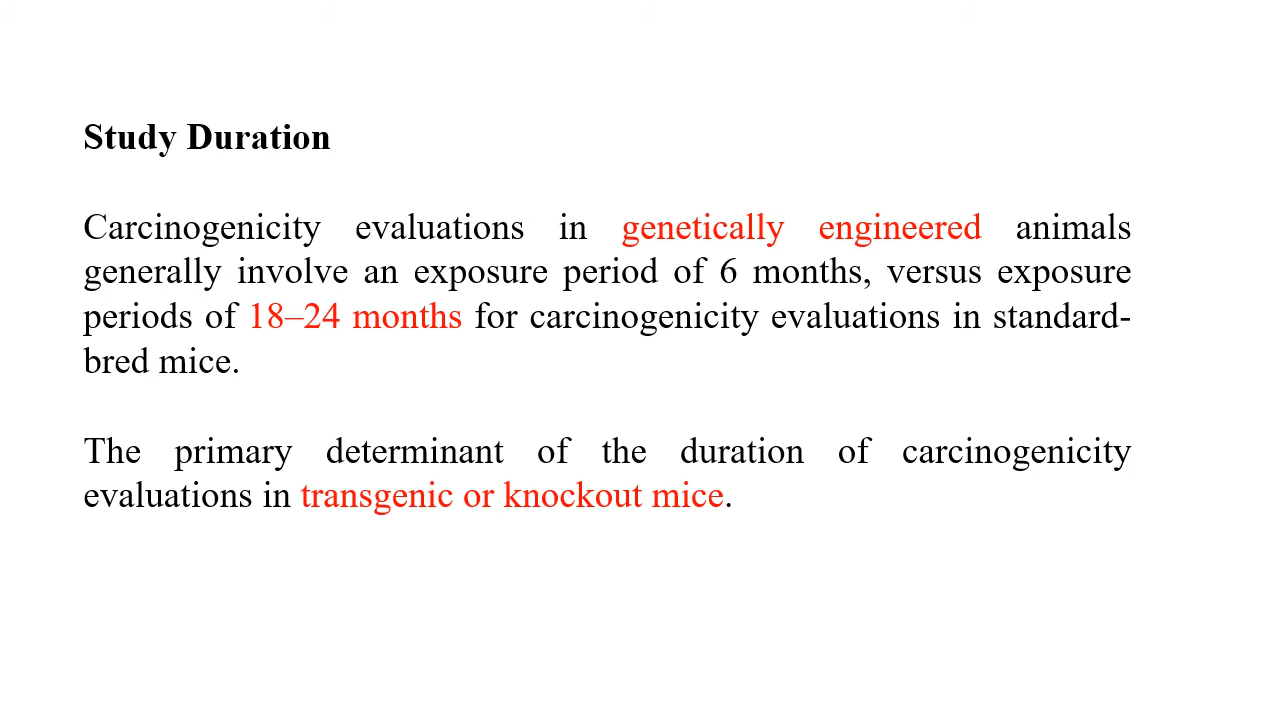 Study Duration
Carcinogenicity evaluations in genetically engineered animals
generally involve an exposure period of 6 months, versus exposure
periods of 18–24 months for carcinogenicity evaluations in standard-
bred mice.
The primary determinant of the duration of carcinogenicity
evaluations in transgenic or knockout mice.